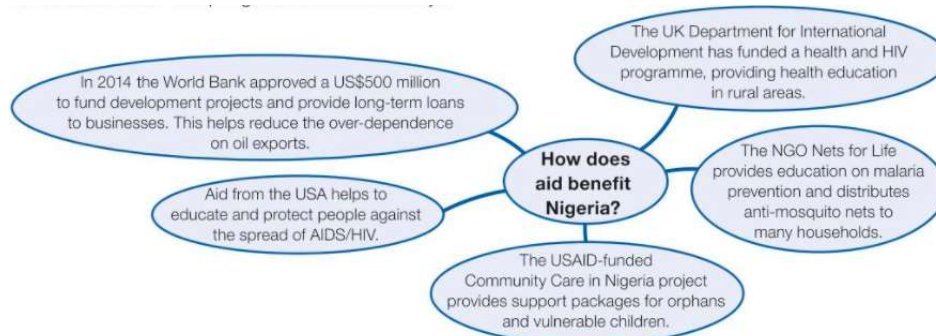 In 2014 the World Bank approved a US$500 million
to fund development projects and provide long-term loans
to businesses. This helps reduce the over-dependence
on oil exports.
The UK Department for International
Development has funded a health and HIV
programme, providing health education
in rural areas.
How does
aid benefit
Nigeria?
The NGO Nets for Life
provides education on malaria
prevention and distributes
anti-mosquito nets to
many households.
Aid from the USA helps to
educate and protect people against
the spread of AIDS/HIV.
The USAID-funded
Community Care in Nigeria project
provides support packages for orphans
and vulnerable children.